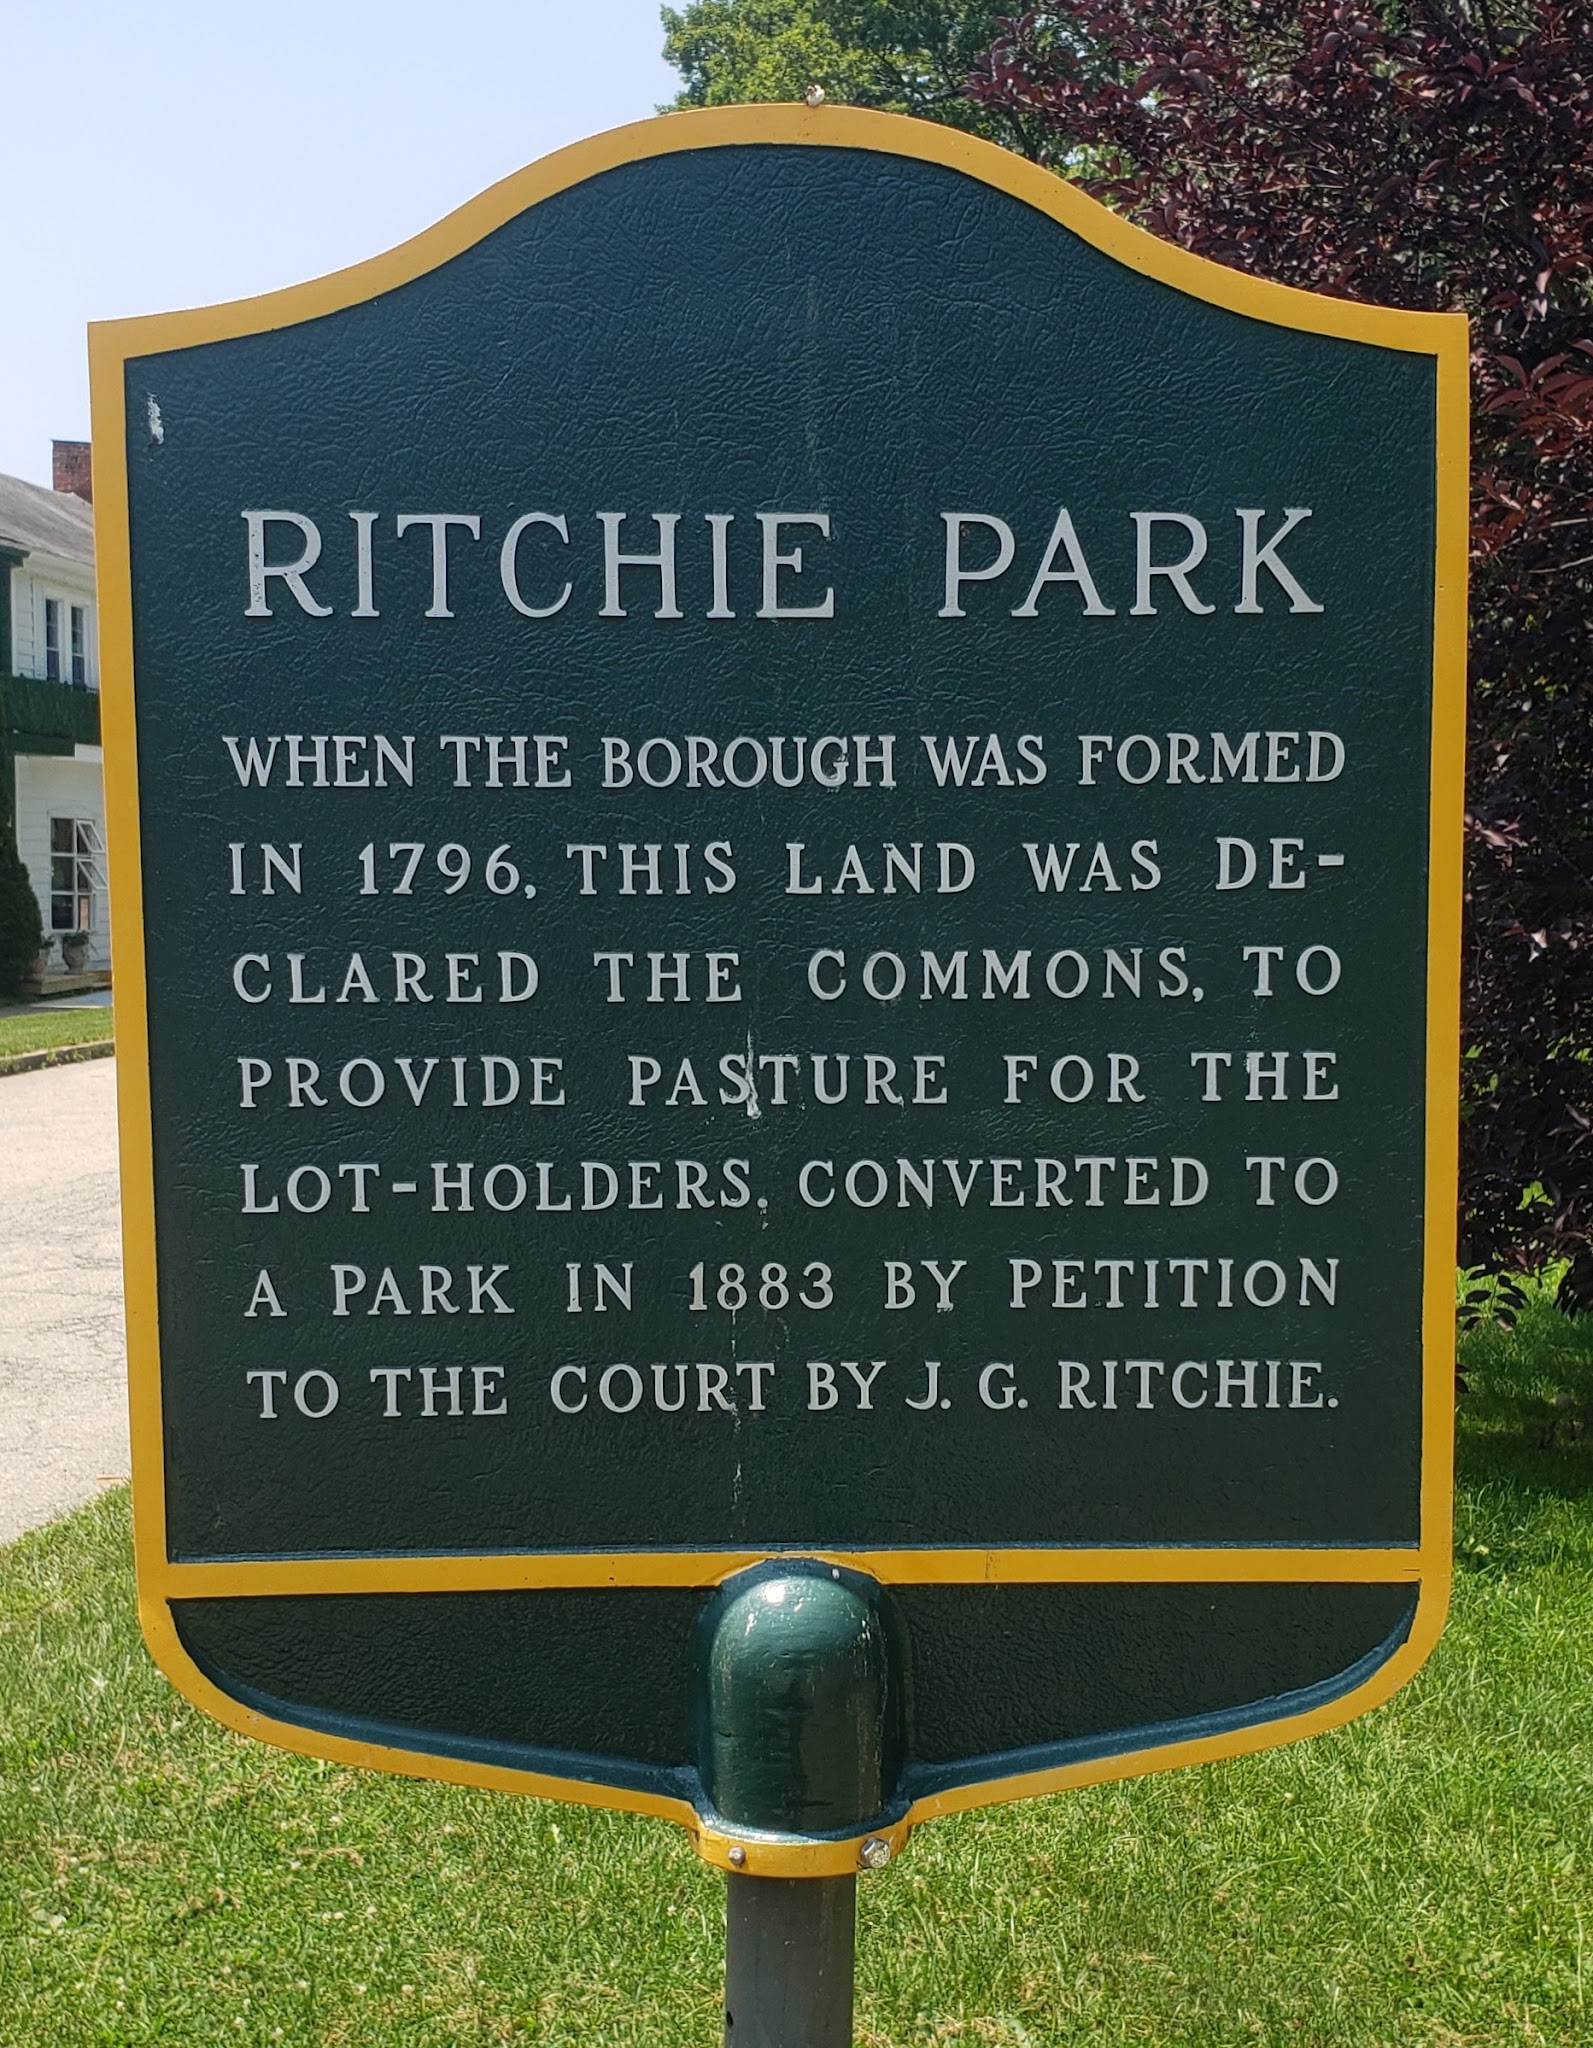 RITCHIE PARK
WHEN THE BOROUGH WAS FORMED
IN 1796, THIS LAND WAS DE-
CLARED THE COMMONS, TO
PROVIDE PASTURE FOR THE
LOT-HOLDERS. CONVERTED TO
A PARK IN 1883 BY PETITION
TO THE COURT BY J. G. RITCHIE.